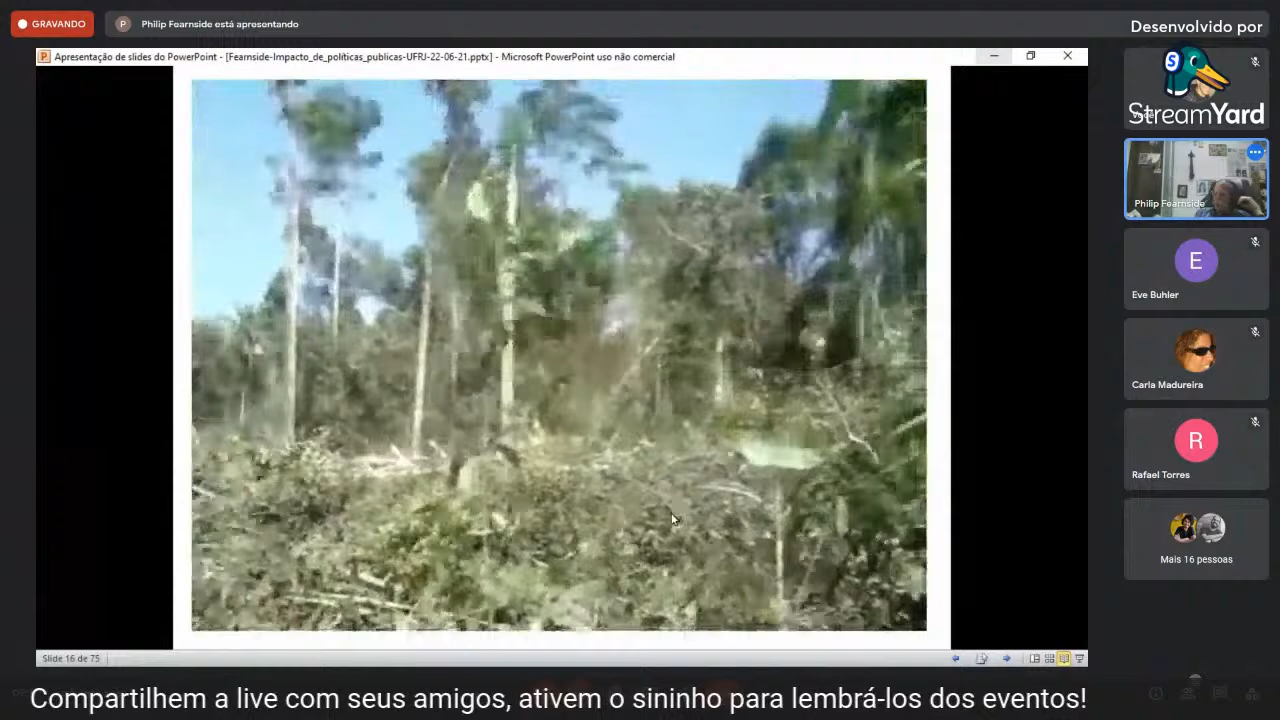 GRAVANDO
P
Philip Fearnside está apresentando
Desenvolvido por
StreamYard
P Apresentação de slides do PowerPoint - [Fearnside-Impacto_de_politicas_publicas-UFRJ-22-06-21.pptx] - Microsoft PowerPoint uso não comercial
Philip Fearnside
E
Eve Buhler
Carla Madureira
R
Rafael Torres
Mais 16 pessoas
Slide 16 de 75
Compartilhem a live com seus amigos, ativem o sininho para lembrá-los dos eventos!